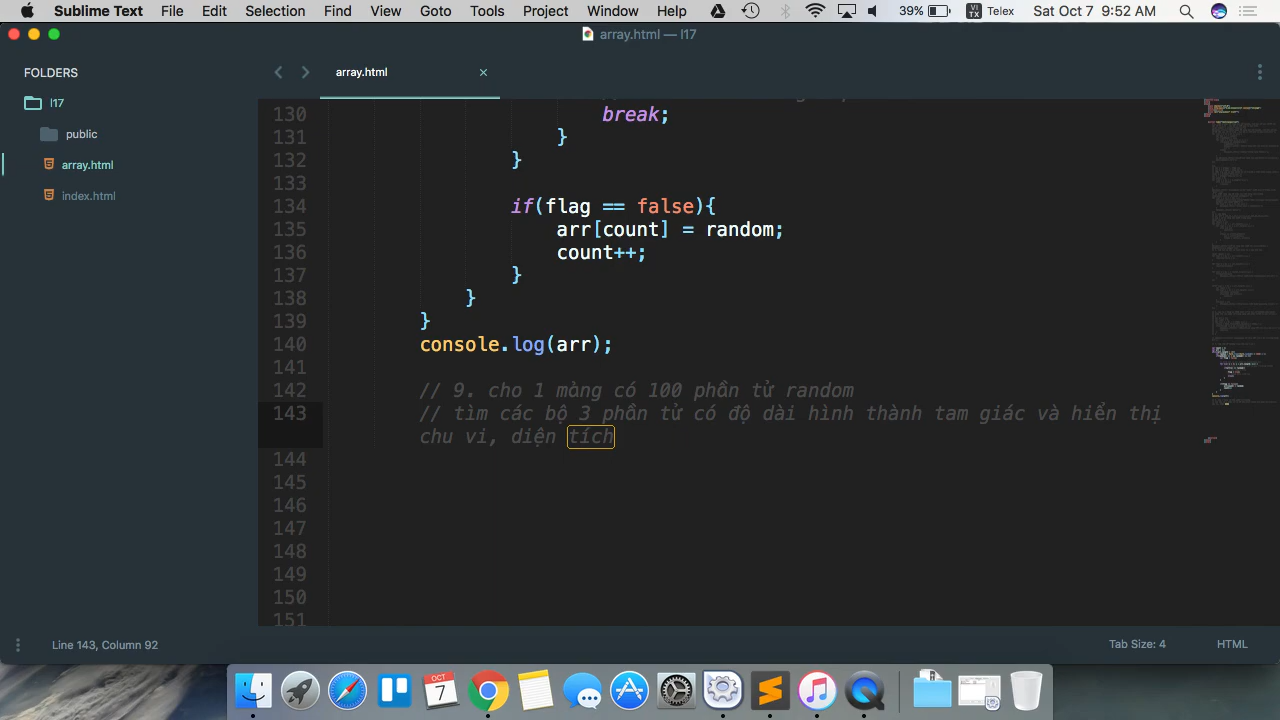 Sublime Text File Edit Selection Find View Goto Tools Project Window Help 39% VI TX Telex Sat Oct 7 9:52 AM
array.html — l17
FOLDERS
l17
public
array.html
index.html
array.html ×
130 break;
131 }
132 }
133
134 if(flag == false){
135 arr[count] = random;
136 count++;
137 }
138 }
139 }
140 console.log(arr);
141
142 // 9. cho 1 màng có 100 phần tử random
143 // tìm các bộ 3 phần tử có độ dài hình thành tam giác và hiển thị
chu vi, diện tích
144
145
146
147
148
149
150
151
Line 143, Column 92 Tab Size: 4 HTML
OCT
7